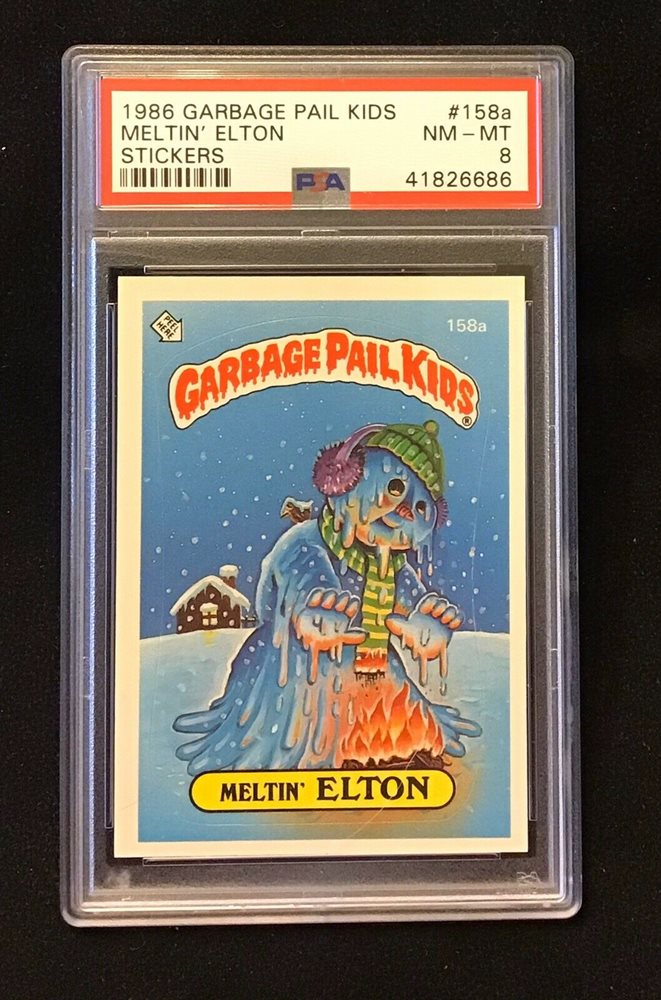 1986 GARBAGE PAIL KIDS #158a
MELTIN' ELTON NM - MT
STICKERS 8
PSA 41826686
PEEL HERE
158a
GARBAGE PAIL KIDS®
MELTIN' ELTON